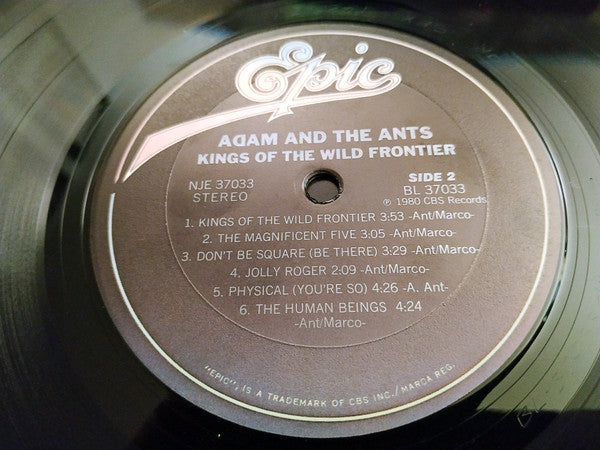 Epic
ADAM AND THE ANTS
KINGS OF THE WILD FRONTIER
NJE 37033
STEREO
SIDE 2
BL 37033
℗ 1980 CBS Records
1. KINGS OF THE WILD FRONTIER 3:53 -Ant/Marco-
2. THE MAGNIFICENT FIVE 3:05 -Ant/Marco-
3. DON'T BE SQUARE (BE THERE) 3:29 -Ant/Marco-
4. JOLLY ROGER 2:09 -Ant/Marco-
5. PHYSICAL (YOU'RE SO) 4:26 -A. Ant-
6. THE HUMAN BEINGS 4:24
-Ant/Marco-
"EPIC", IS A TRADEMARK OF CBS INC./MARCA REG.